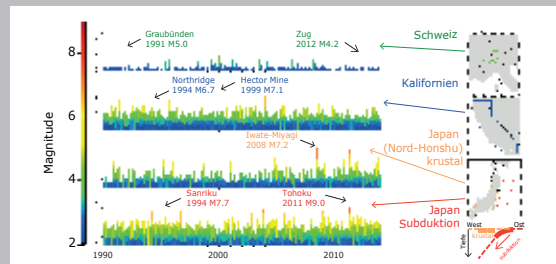 Magnitude
8
6
4
2
1990
2000
2010
Graubünden
1991 M5.0
Zug
2012 M4.2
Northridge
1994 M6.7
Hector Mine
1999 M7.1
Iwate-Miyagi
2008 M7.2
Sanriku
1994 M7.7
Tohoku
2011 M9.0
Schweiz
Kalifornien
Japan
(Nord-Honshu)
krustal
Japan
Subduktion
West
Ost
Tiefe
krustal
subduktion